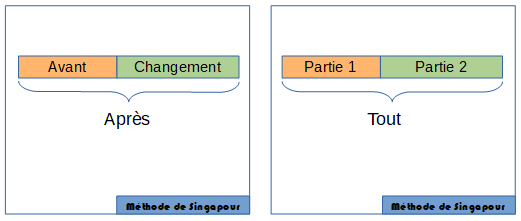 Avant Changement
Après
Méthode de Singapour
Partie 1 Partie 2
Tout
Méthode de Singapour